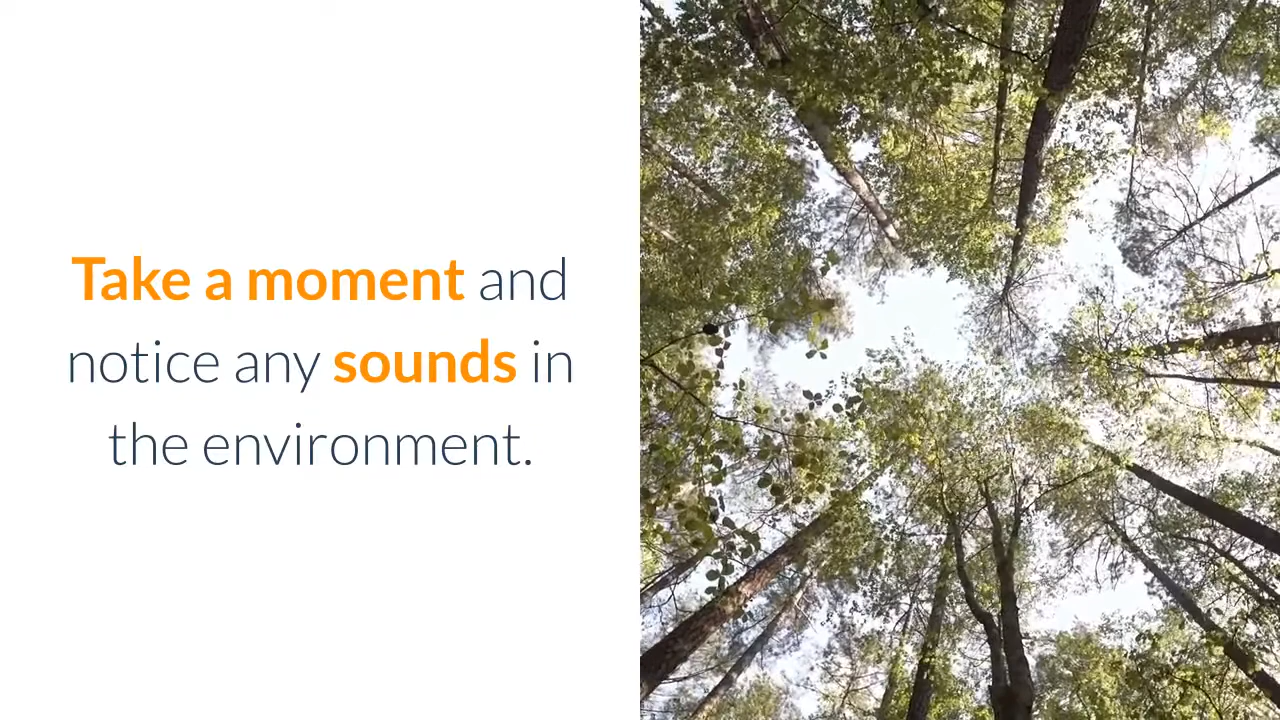 Take a moment and
notice any sounds in
the environment.